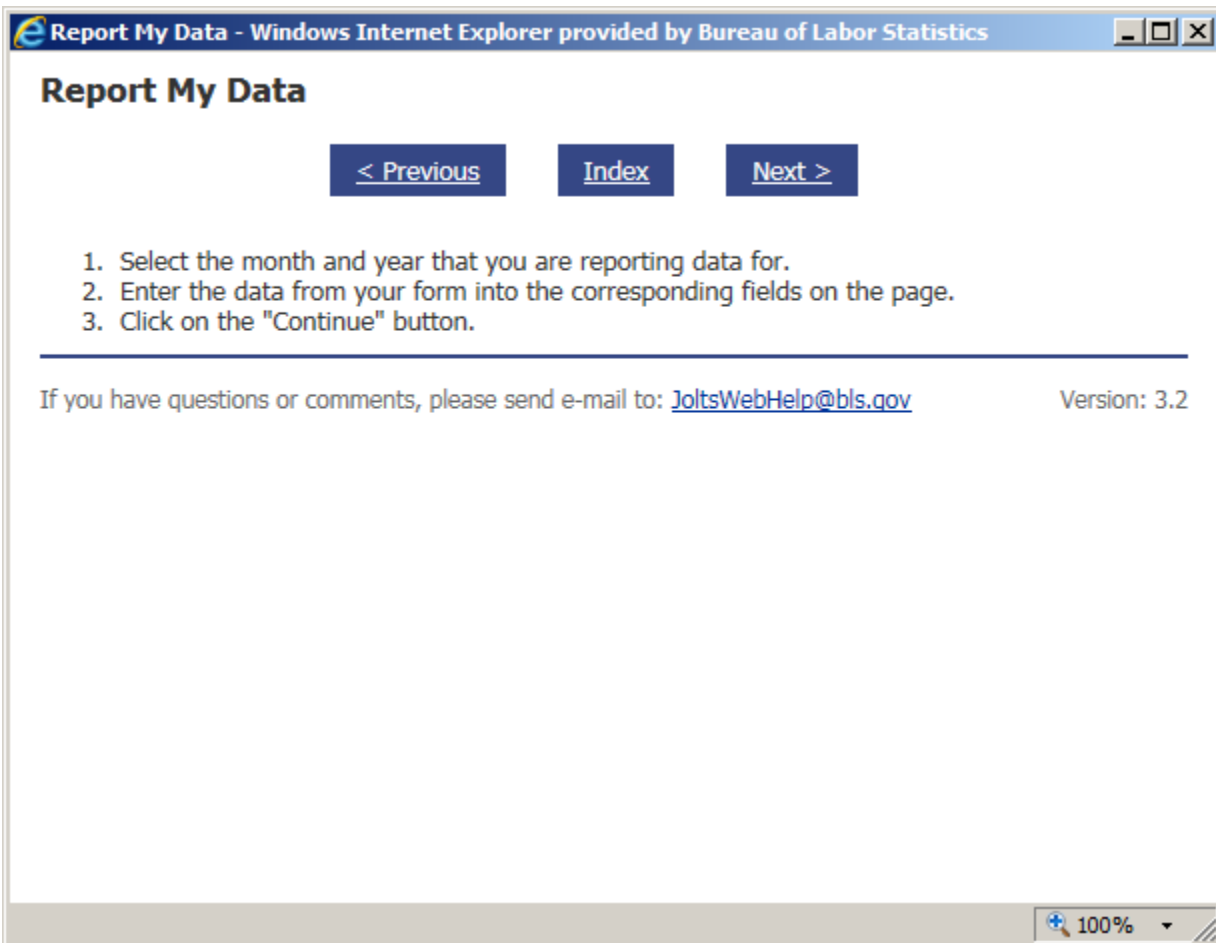 Report My Data - Windows Internet Explorer provided by Bureau of Labor Statistics
Report My Data
< Previous Index Next >
1. Select the month and year that you are reporting data for.
2. Enter the data from your form into the corresponding fields on the page.
3. Click on the "Continue" button.
If you have questions or comments, please send e-mail to: JoltsWebHelp@bls.gov Version: 3.2
100%